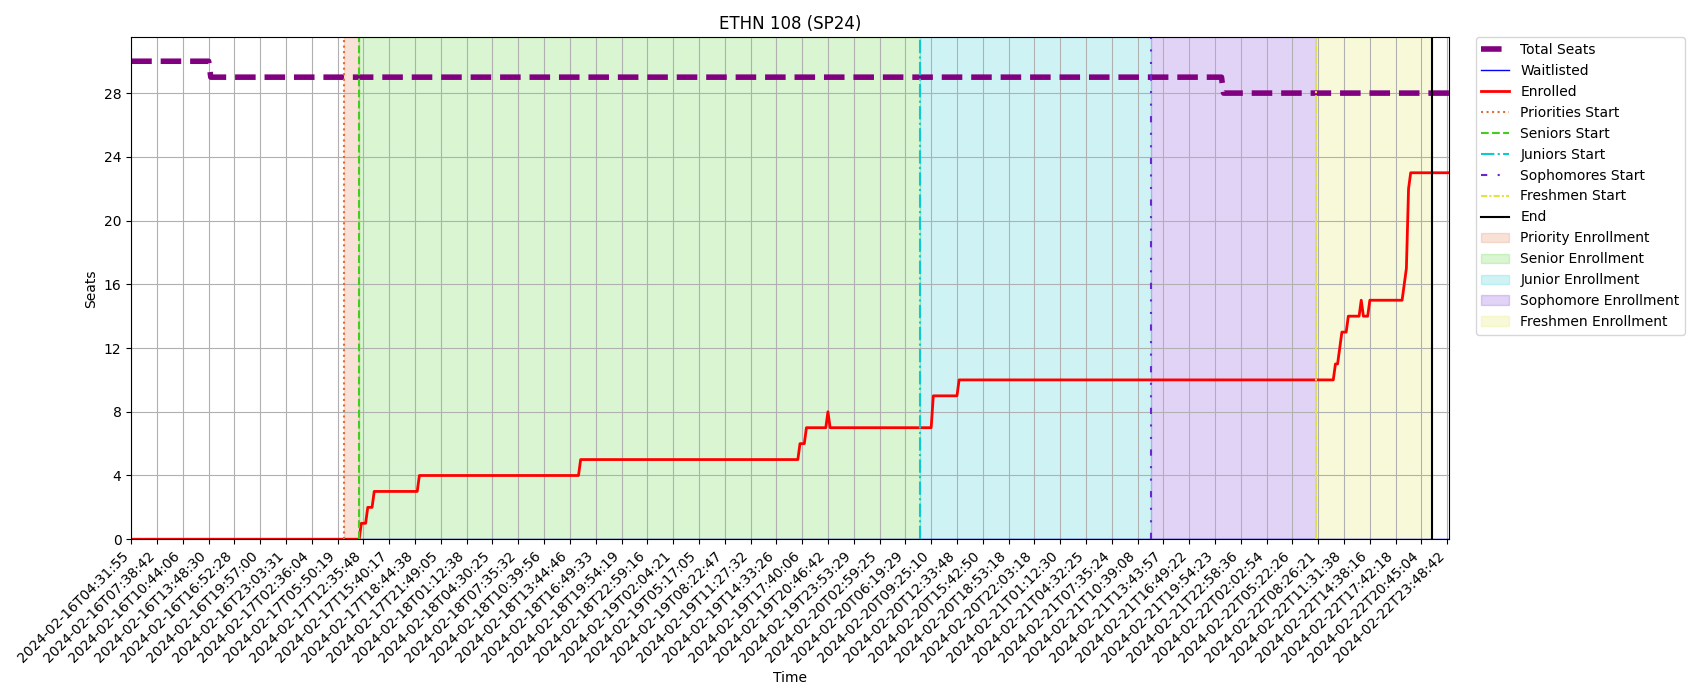 ETHN 108 (SP24)
Seats
28
24
20
16
12
8
4
0
2024-02-16T04:31:55
2024-02-16T07:38:42
2024-02-16T10:44:06
2024-02-16T13:48:30
2024-02-16T16:52:28
2024-02-16T19:57:00
2024-02-16T23:03:31
2024-02-17T02:36:04
2024-02-17T05:50:19
2024-02-17T12:35:48
2024-02-17T15:40:17
2024-02-17T18:44:38
2024-02-17T21:49:05
2024-02-18T01:12:38
2024-02-18T04:30:25
2024-02-18T07:35:32
2024-02-18T10:39:56
2024-02-18T13:44:46
2024-02-18T16:49:33
2024-02-18T19:54:19
2024-02-18T22:59:16
2024-02-19T02:04:21
2024-02-19T05:17:05
2024-02-19T08:22:47
2024-02-19T11:27:32
2024-02-19T14:33:26
2024-02-19T17:40:06
2024-02-19T20:46:42
2024-02-19T23:53:29
2024-02-20T02:59:25
2024-02-20T06:19:29
2024-02-20T09:25:10
2024-02-20T12:33:48
2024-02-20T15:42:50
2024-02-20T18:53:18
2024-02-20T22:03:18
2024-02-21T01:12:30
2024-02-21T04:32:25
2024-02-21T07:35:24
2024-02-21T10:39:08
2024-02-21T13:43:57
2024-02-21T16:49:22
2024-02-21T19:54:23
2024-02-21T22:58:36
2024-02-22T02:02:54
2024-02-22T05:22:26
2024-02-22T08:26:21
2024-02-22T11:31:38
2024-02-22T14:38:16
2024-02-22T17:42:18
2024-02-22T20:45:04
2024-02-22T23:48:42
Time
Total Seats
Waitlisted
Enrolled
Priorities Start
Seniors Start
Juniors Start
Sophomores Start
Freshmen Start
End
Priority Enrollment
Senior Enrollment
Junior Enrollment
Sophomore Enrollment
Freshmen Enrollment